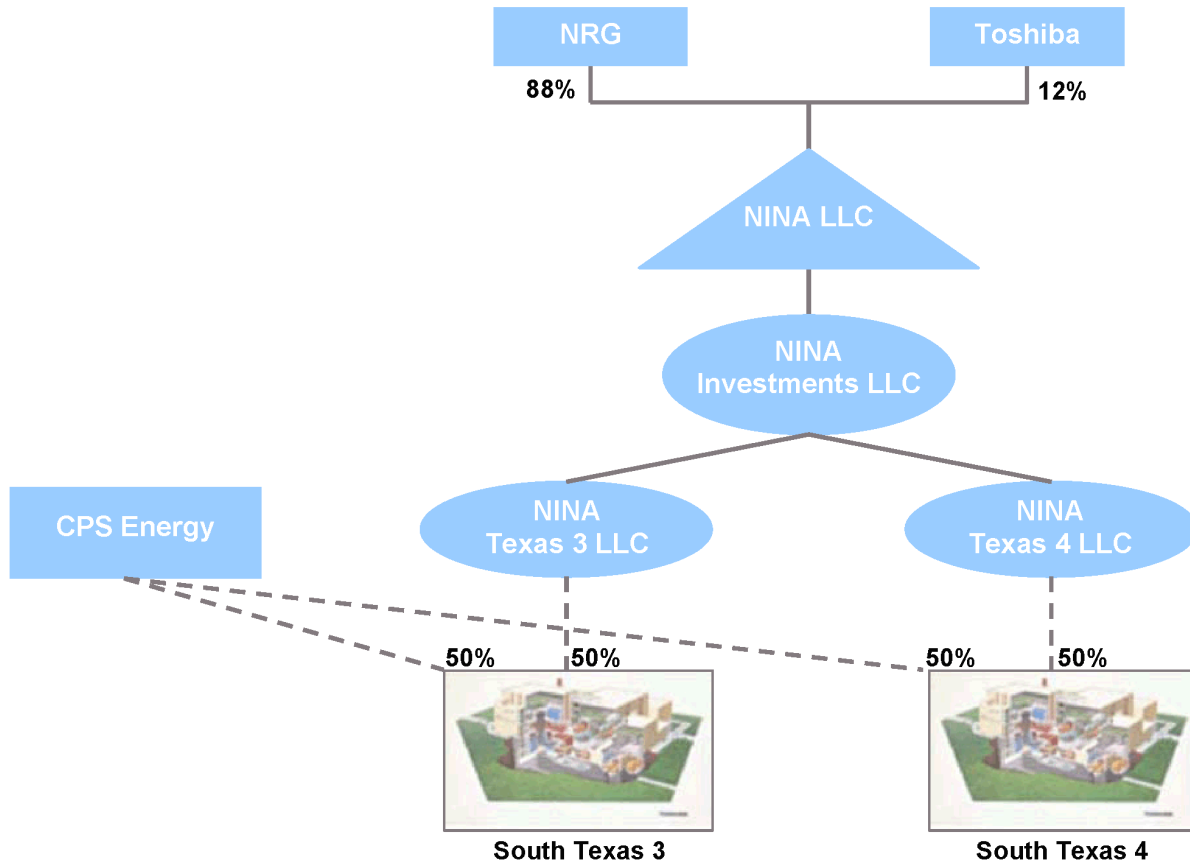 NRG
Toshiba
88%
12%
NINA LLC
NINA
Investments LLC
CPS Energy
NINA
Texas 3 LLC
NINA
Texas 4 LLC
50%
50%
50%
50%
South Texas 3
South Texas 4